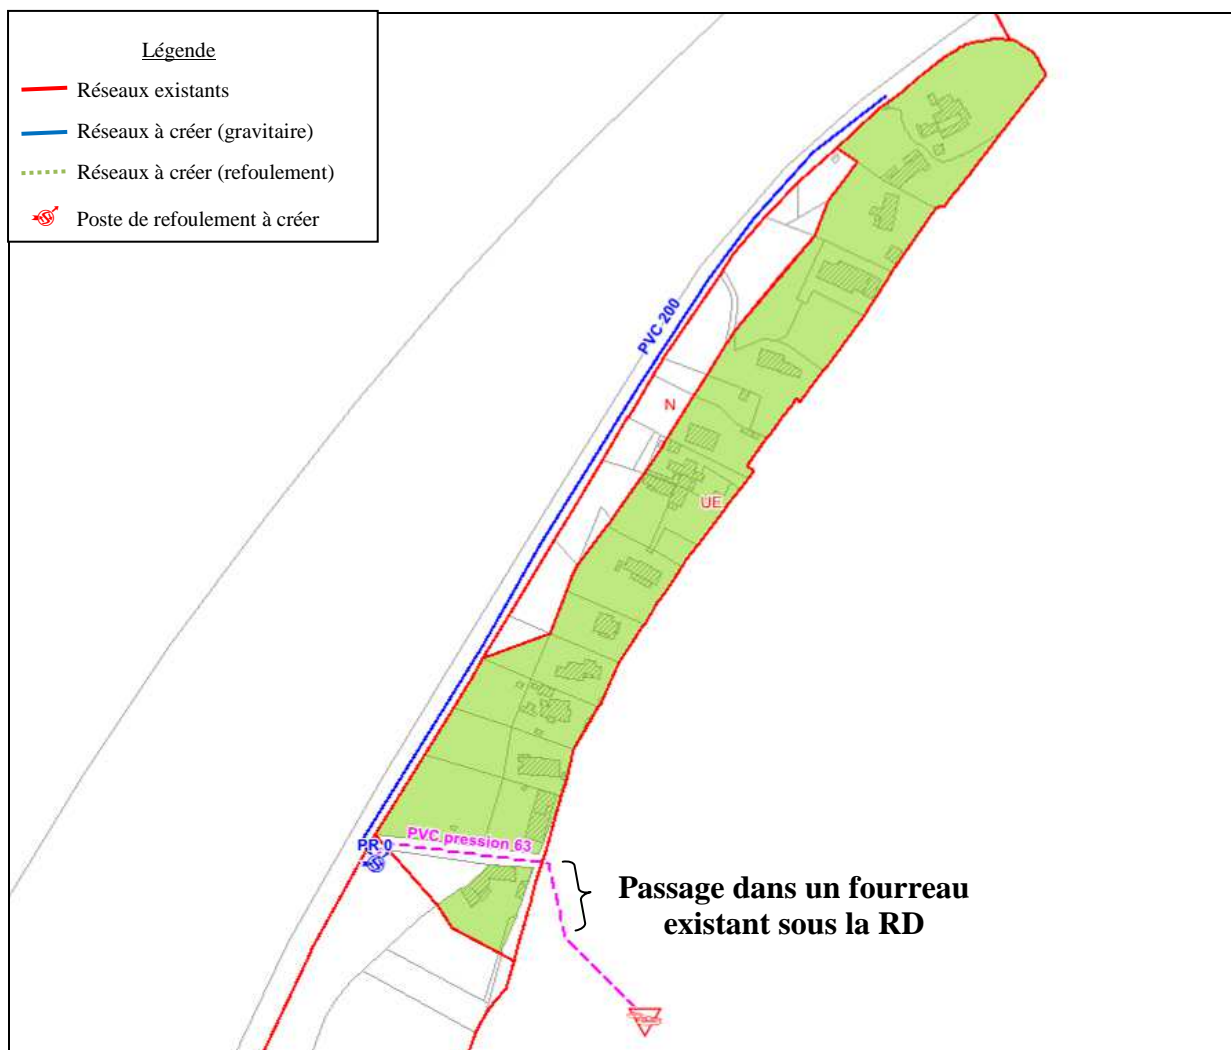 Légende
Réseaux existants
Réseaux à créer (gravitaire)
Réseaux à créer (refoulement)
Poste de refoulement à créer
PVC 200
N
UE
PR 0
PVC pression 63
Passage dans un fourreau
existant sous la RD